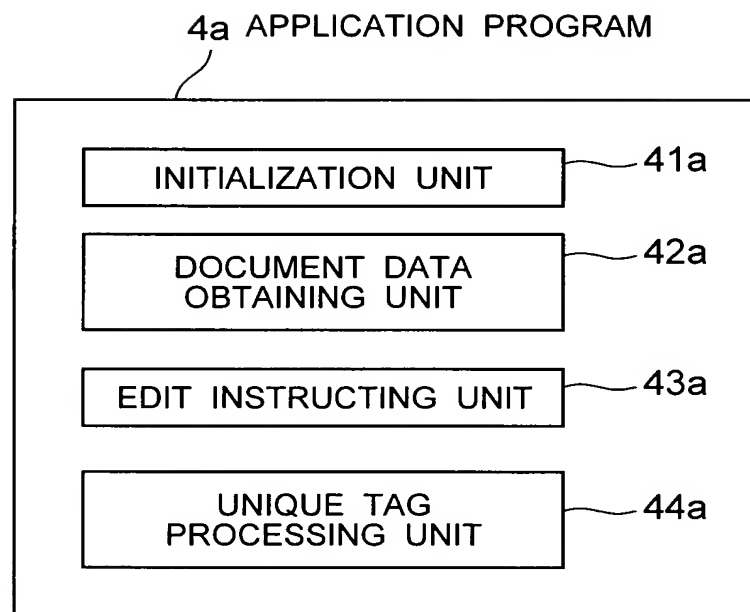 4a APPLICATION PROGRAM
INITIALIZATION UNIT
41a
DOCUMENT DATA
OBTAINING UNIT
42a
EDIT INSTRUCTING UNIT
43a
UNIQUE TAG
PROCESSING UNIT
44a